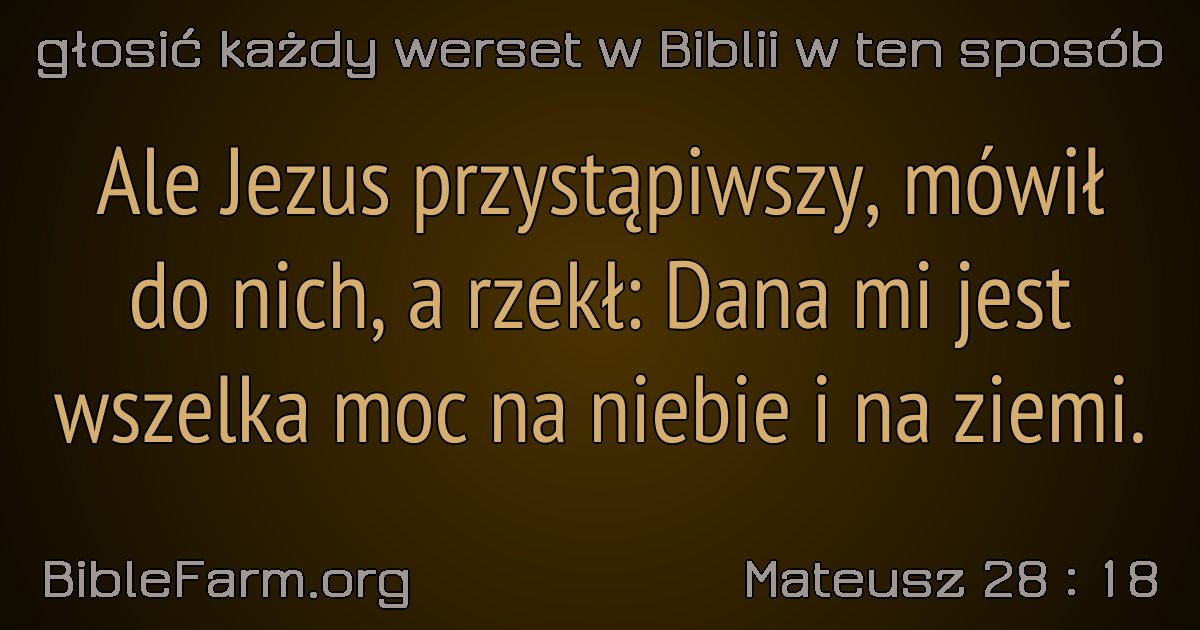 głosić każdy werset w Biblii w ten sposób
Ale Jezus przystąpiwszy, mówił
do nich, a rzekł: Dana mi jest
wszelka moc na niebie i na ziemi.
BibleFarm.org
Mateusz 28 : 18